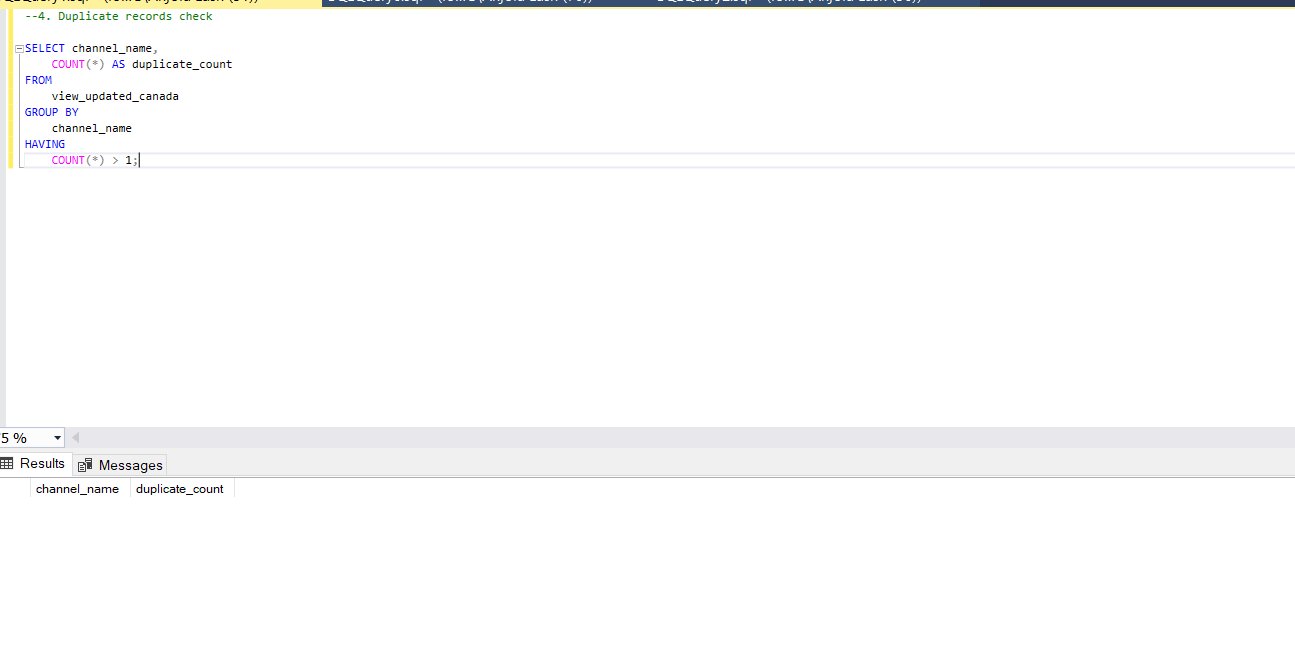 --4. Duplicate records check
SELECT channel_name,
COUNT(*) AS duplicate_count
FROM
view_updated_canada
GROUP BY
channel_name
HAVING
COUNT(*) > 1;
5 %
Results Messages
channel_name duplicate_count